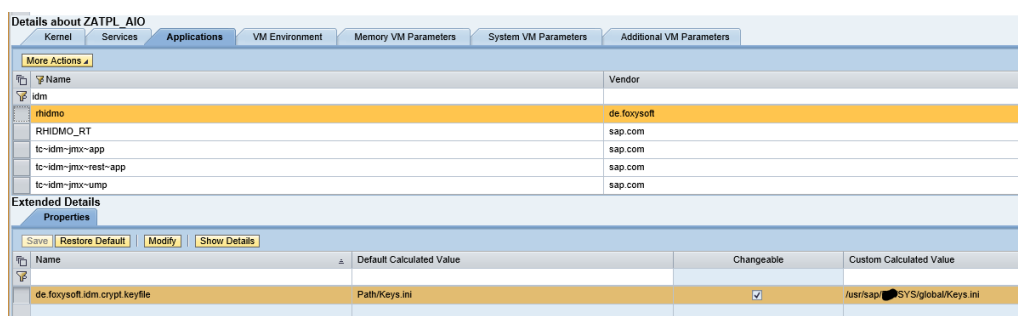 Details about ZATPL_AIO
Kernel Services Applications VM Environment Memory VM Parameters System VM Parameters Additional VM Parameters
More Actions
Name Vendor
idm
rhidmo de.foxysoft
RHIDMO_RT sap.com
tc~idm~jmx~app sap.com
tc~idm~jmx~rest~app sap.com
tc~idm~jmx~ump sap.com
Extended Details
Properties
Save Restore Default Modify Show Details
Name Default Calculated Value Changeable Custom Calculated Value
de.foxysoft.idm.crypt.keyfile Path/Keys.ini /usr/sap/ SYS/global/Keys.ini